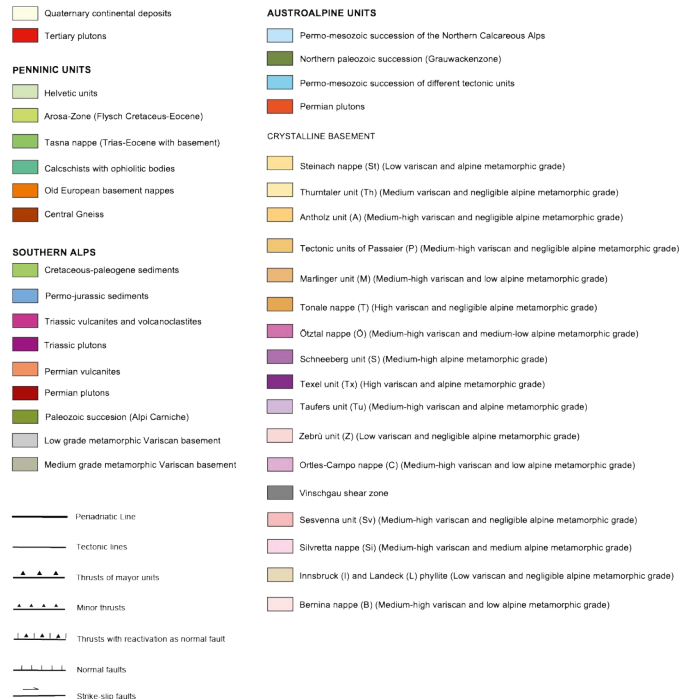 Quaternary continental deposits
Tertiary plutons
PENNINIC UNITS
Helvetic units
Arosa-Zone (Flysch Cretaceus-Eocene)
Tasna nappe (Trias-Eocene with basement)
Calcschists with ophiolitic bodies
Old European basement nappes
Central Gneiss
SOUTHERN ALPS
Cretaceous-paleogene sediments
Permo-jurassic sediments
Triassic vulcanites and volcanoclastites
Triassic plutons
Permian vulcanites
Permian plutons
Paleozoic succesion (Alpi Carniche)
Low grade metamorphic Variscan basement
Medium grade metamorphic Variscan basement
Periadriatic Line
Tectonic lines
Thrusts of mayor units
Minor thrusts
Thrusts with reactivation as normal fault
Normal faults
Strike-slip faults
AUSTROALPINE UNITS
Permo-mesozoic succession of the Northern Calcareous Alps
Northern paleozoic succession (Grauwackenzone)
Permo-mesozoic succession of different tectonic units
Permian plutons
CRYSTALLINE BASEMENT
Steinach nappe (St) (Low variscan and alpine metamorphic grade)
Thurntaler unit (Th) (Medium variscan and negligible alpine metamorphic grade)
Antholz unit (A) (Medium-high variscan and negligible alpine metamorphic grade)
Tectonic units of Passaier (P) (Medium-high variscan and negligible alpine metamorphic grade)
Marlinger unit (M) (Medium-high variscan and low alpine metamorphic grade)
Tonale nappe (T) (High variscan and negligible alpine metamorphic grade)
Ötztal nappe (Ö) (Medium-high variscan and medium-low alpine metamorphic grade)
Schneeberg unit (S) (Medium-high alpine metamorphic grade)
Texel unit (Tx) (High variscan and alpine metamorphic grade)
Taufers unit (Tu) (Medium-high variscan and alpine metamorphic grade)
Zebrù unit (Z) (Low variscan and negligible alpine metamorphic grade)
Ortles-Campo nappe (C) (Medium-high variscan and low alpine metamorphic grade)
Vinschgau shear zone
Sesvenna unit (Sv) (Medium-high variscan and negligible alpine metamorphic grade)
Silvretta nappe (Si) (Medium-high variscan and medium alpine metamorphic grade)
Innsbruck (I) and Landeck (L) phyllite (Low variscan and negligible alpine metamorphic grade)
Bernina nappe (B) (Medium-high variscan and low alpine metamorphic grade)